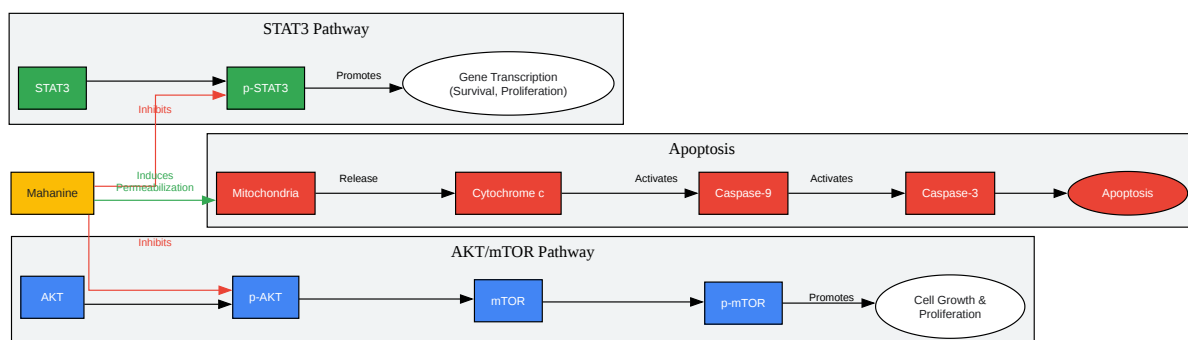 STAT3 Pathway
STAT3
p-STAT3
Promotes
Gene Transcription
(Survival, Proliferation)
Inhibits
Apoptosis
Mahanine
Induces
Permeabilization
Mitochondria
Release
Cytochrome c
Activates
Caspase-9
Activates
Caspase-3
Apoptosis
Inhibits
AKT/mTOR Pathway
AKT
p-AKT
mTOR
p-mTOR
Promotes
Cell Growth &
Proliferation